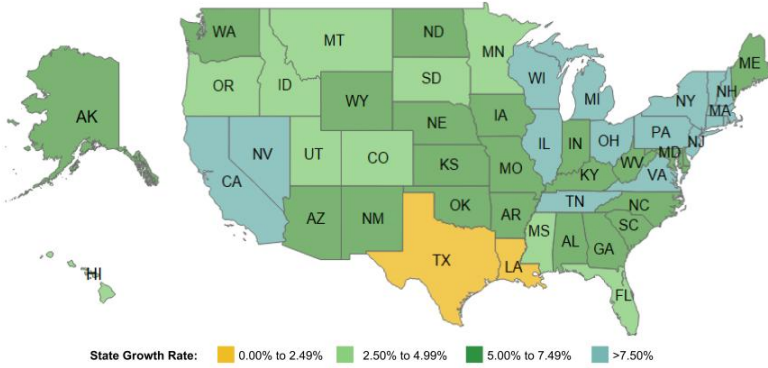 WA
MT
ND
MN
ME
OR
ID
SD
WI
MI
NY
NH
MA
AK
WY
NE
IA
IL
IN
OH
PA
NJ
NV
UT
CO
KS
MO
KY
WV
MD
VA
CA
AZ
NM
OK
AR
TN
NC
SC
HI
TX
LA
MS
AL
GA
FL
State Growth Rate: 0.00% to 2.49% 2.50% to 4.99% 5.00% to 7.49% >7.50%